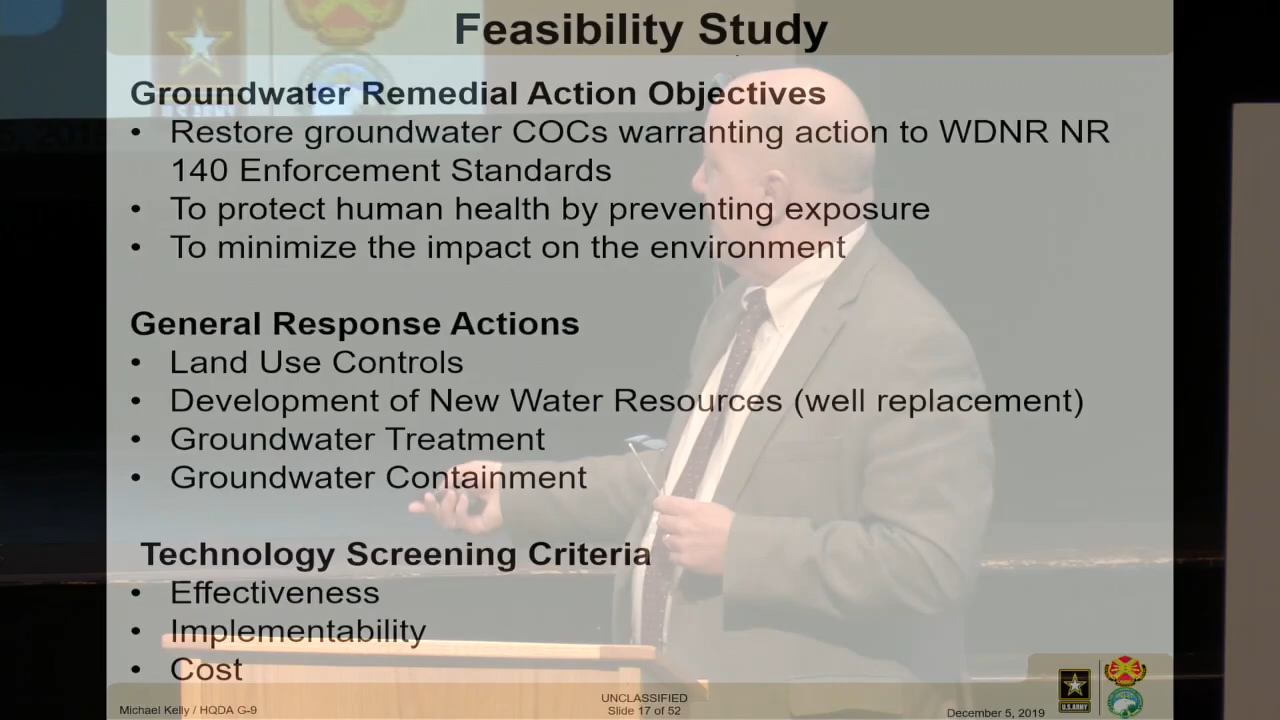 Feasibility Study
Groundwater Remedial Action Objectives
• Restore groundwater COCs warranting action to WDNR NR
140 Enforcement Standards
• To protect human health by preventing exposure
• To minimize the impact on the environment
General Response Actions
• Land Use Controls
• Development of New Water Resources (well replacement)
• Groundwater Treatment
• Groundwater Containment
Technology Screening Criteria
• Effectiveness
• Implementability
• Cost
Michael Kelly / HQDA G-9
UNCLASSIFIED
Slide 17 of 52
December 5, 2019
U.S.ARMY